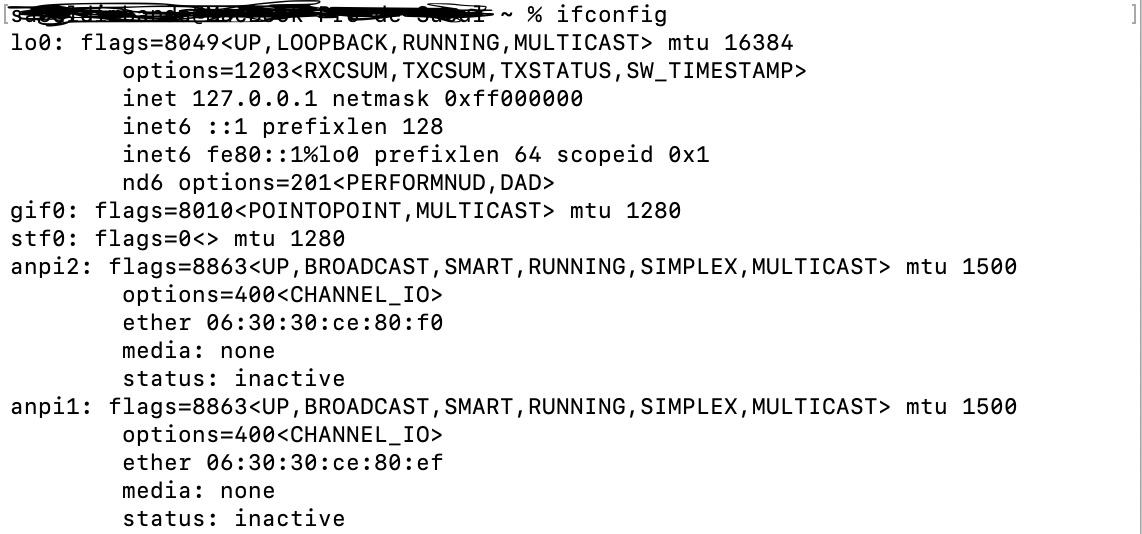 ~ % ifconfig
lo0: flags=8049<UP,LOOPBACK,RUNNING,MULTICAST> mtu 16384
options=1203<RXCSUM,TXCSUM,TXSTATUS,SW_TIMESTAMP>
inet 127.0.0.1 netmask 0xff000000
inet6 ::1 prefixlen 128
inet6 fe80::1%lo0 prefixlen 64 scopeid 0x1
nd6 options=201<PERFORMNUD,DAD>
gif0: flags=8010<POINTOPOINT,MULTICAST> mtu 1280
stf0: flags=0<> mtu 1280
anpi2: flags=8863<UP,BROADCAST,SMART,RUNNING,SIMPLEX,MULTICAST> mtu 1500
options=400<CHANNEL_IO>
ether 06:30:30:ce:80:f0
media: none
status: inactive
anpi1: flags=8863<UP,BROADCAST,SMART,RUNNING,SIMPLEX,MULTICAST> mtu 1500
options=400<CHANNEL_IO>
ether 06:30:30:ce:80:ef
media: none
status: inactive